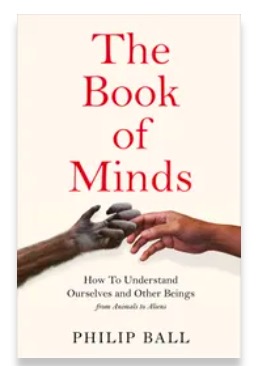 The
Book
of
Minds
How To Understand
Ourselves and Other Beings
from Animals to Aliens
PHILIP BALL